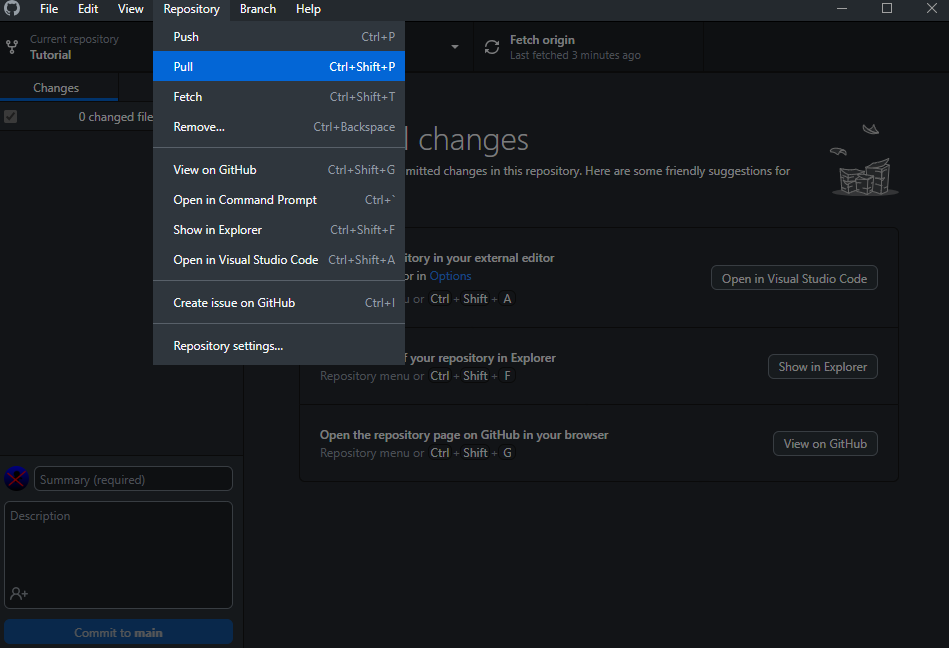 File Edit View Repository Branch Help
Current repository
Tutorial
Fetch origin
Last fetched 3 minutes ago
Changes
0 changed file
Push Ctrl+P
Pull Ctrl+Shift+P
Fetch Ctrl+Shift+T
Remove... Ctrl+Backspace
View on GitHub Ctrl+Shift+G
Open in Command Prompt Ctrl+`
Show in Explorer Ctrl+Shift+F
Open in Visual Studio Code Ctrl+Shift+A
Create issue on GitHub Ctrl+I
Repository settings...
l changes
mitted changes in this repository. Here are some friendly suggestions for
itory in your external editor
or in Options
u or Ctrl + Shift + A
Open in Visual Studio Code
f your repository in Explorer
Repository menu or Ctrl + Shift + F
Show in Explorer
Open the repository page on GitHub in your browser
Repository menu or Ctrl + Shift + G
View on GitHub
Summary (required)
Description
Commit to main